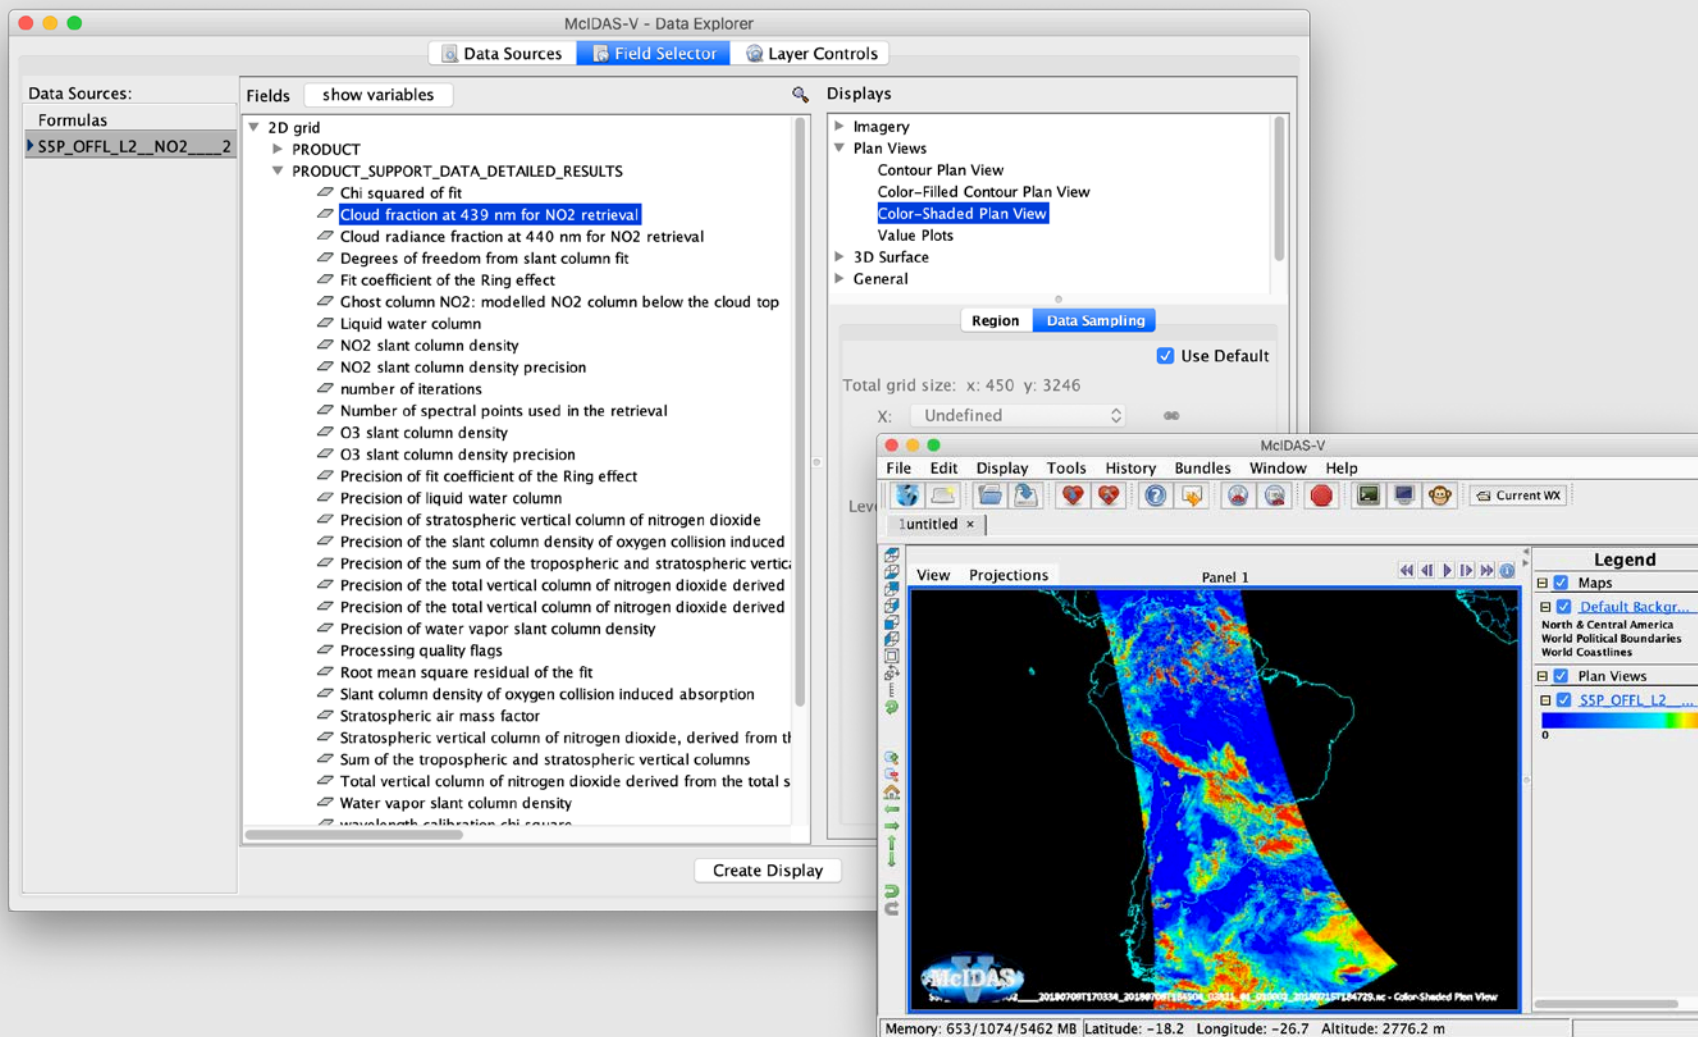 McIDAS-V - Data Explorer
Data Sources
Field Selector
Layer Controls
Data Sources:
Formulas
S5P_OFFL_L2__NO2____2
Fields
show variables
2D grid
PRODUCT
PRODUCT_SUPPORT_DATA_DETAILED_RESULTS
Chi squared of fit
Cloud fraction at 439 nm for NO2 retrieval
Cloud radiance fraction at 440 nm for NO2 retrieval
Degrees of freedom from slant column fit
Fit coefficient of the Ring effect
Ghost column NO2: modelled NO2 column below the cloud top
Liquid water column
NO2 slant column density
NO2 slant column density precision
number of iterations
Number of spectral points used in the retrieval
O3 slant column density
O3 slant column density precision
Precision of fit coefficient of the Ring effect
Precision of liquid water column
Precision of stratospheric vertical column of nitrogen dioxide
Precision of the slant column density of oxygen collision induced
Precision of the sum of the tropospheric and stratospheric vertic
Precision of the total vertical column of nitrogen dioxide derived
Precision of the total vertical column of nitrogen dioxide derived
Precision of water vapor slant column density
Processing quality flags
Root mean square residual of the fit
Slant column density of oxygen collision induced absorption
Stratospheric air mass factor
Stratospheric vertical column of nitrogen dioxide, derived from th
Sum of the tropospheric and stratospheric vertical columns
Total vertical column of nitrogen dioxide derived from the total s
Water vapor slant column density
wavelength calibration chi square
Create Display
Displays
Imagery
Plan Views
Contour Plan View
Color-Filled Contour Plan View
Color-Shaded Plan View
Value Plots
3D Surface
General
Region
Data Sampling
Use Default
Total grid size: x: 450 y: 3246
X:
Undefined
Leve
McIDAS-V
File Edit Display Tools History Bundles Window Help
Current WX
1untitled ×
View Projections
Panel 1
Legend
Maps
Default Backgr...
North & Central America
World Political Boundaries
World Coastlines
Plan Views
S5P_OFFL_L2__...
0
McIDAS
V
.nc - Color-Shaded Plan View
Memory: 653/1074/5462 MB
Latitude: -18.2 Longitude: -26.7 Altitude: 2776.2 m